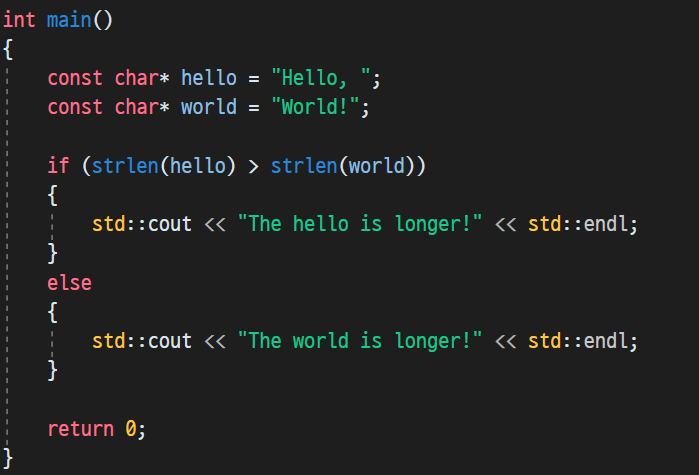 int main()
{
    const char* hello = "Hello, ";
    const char* world = "World!";

    if (strlen(hello) > strlen(world))
    {
        std::cout << "The hello is longer!" << std::endl;
    }
    else
    {
        std::cout << "The world is longer!" << std::endl;
    }

    return 0;
}